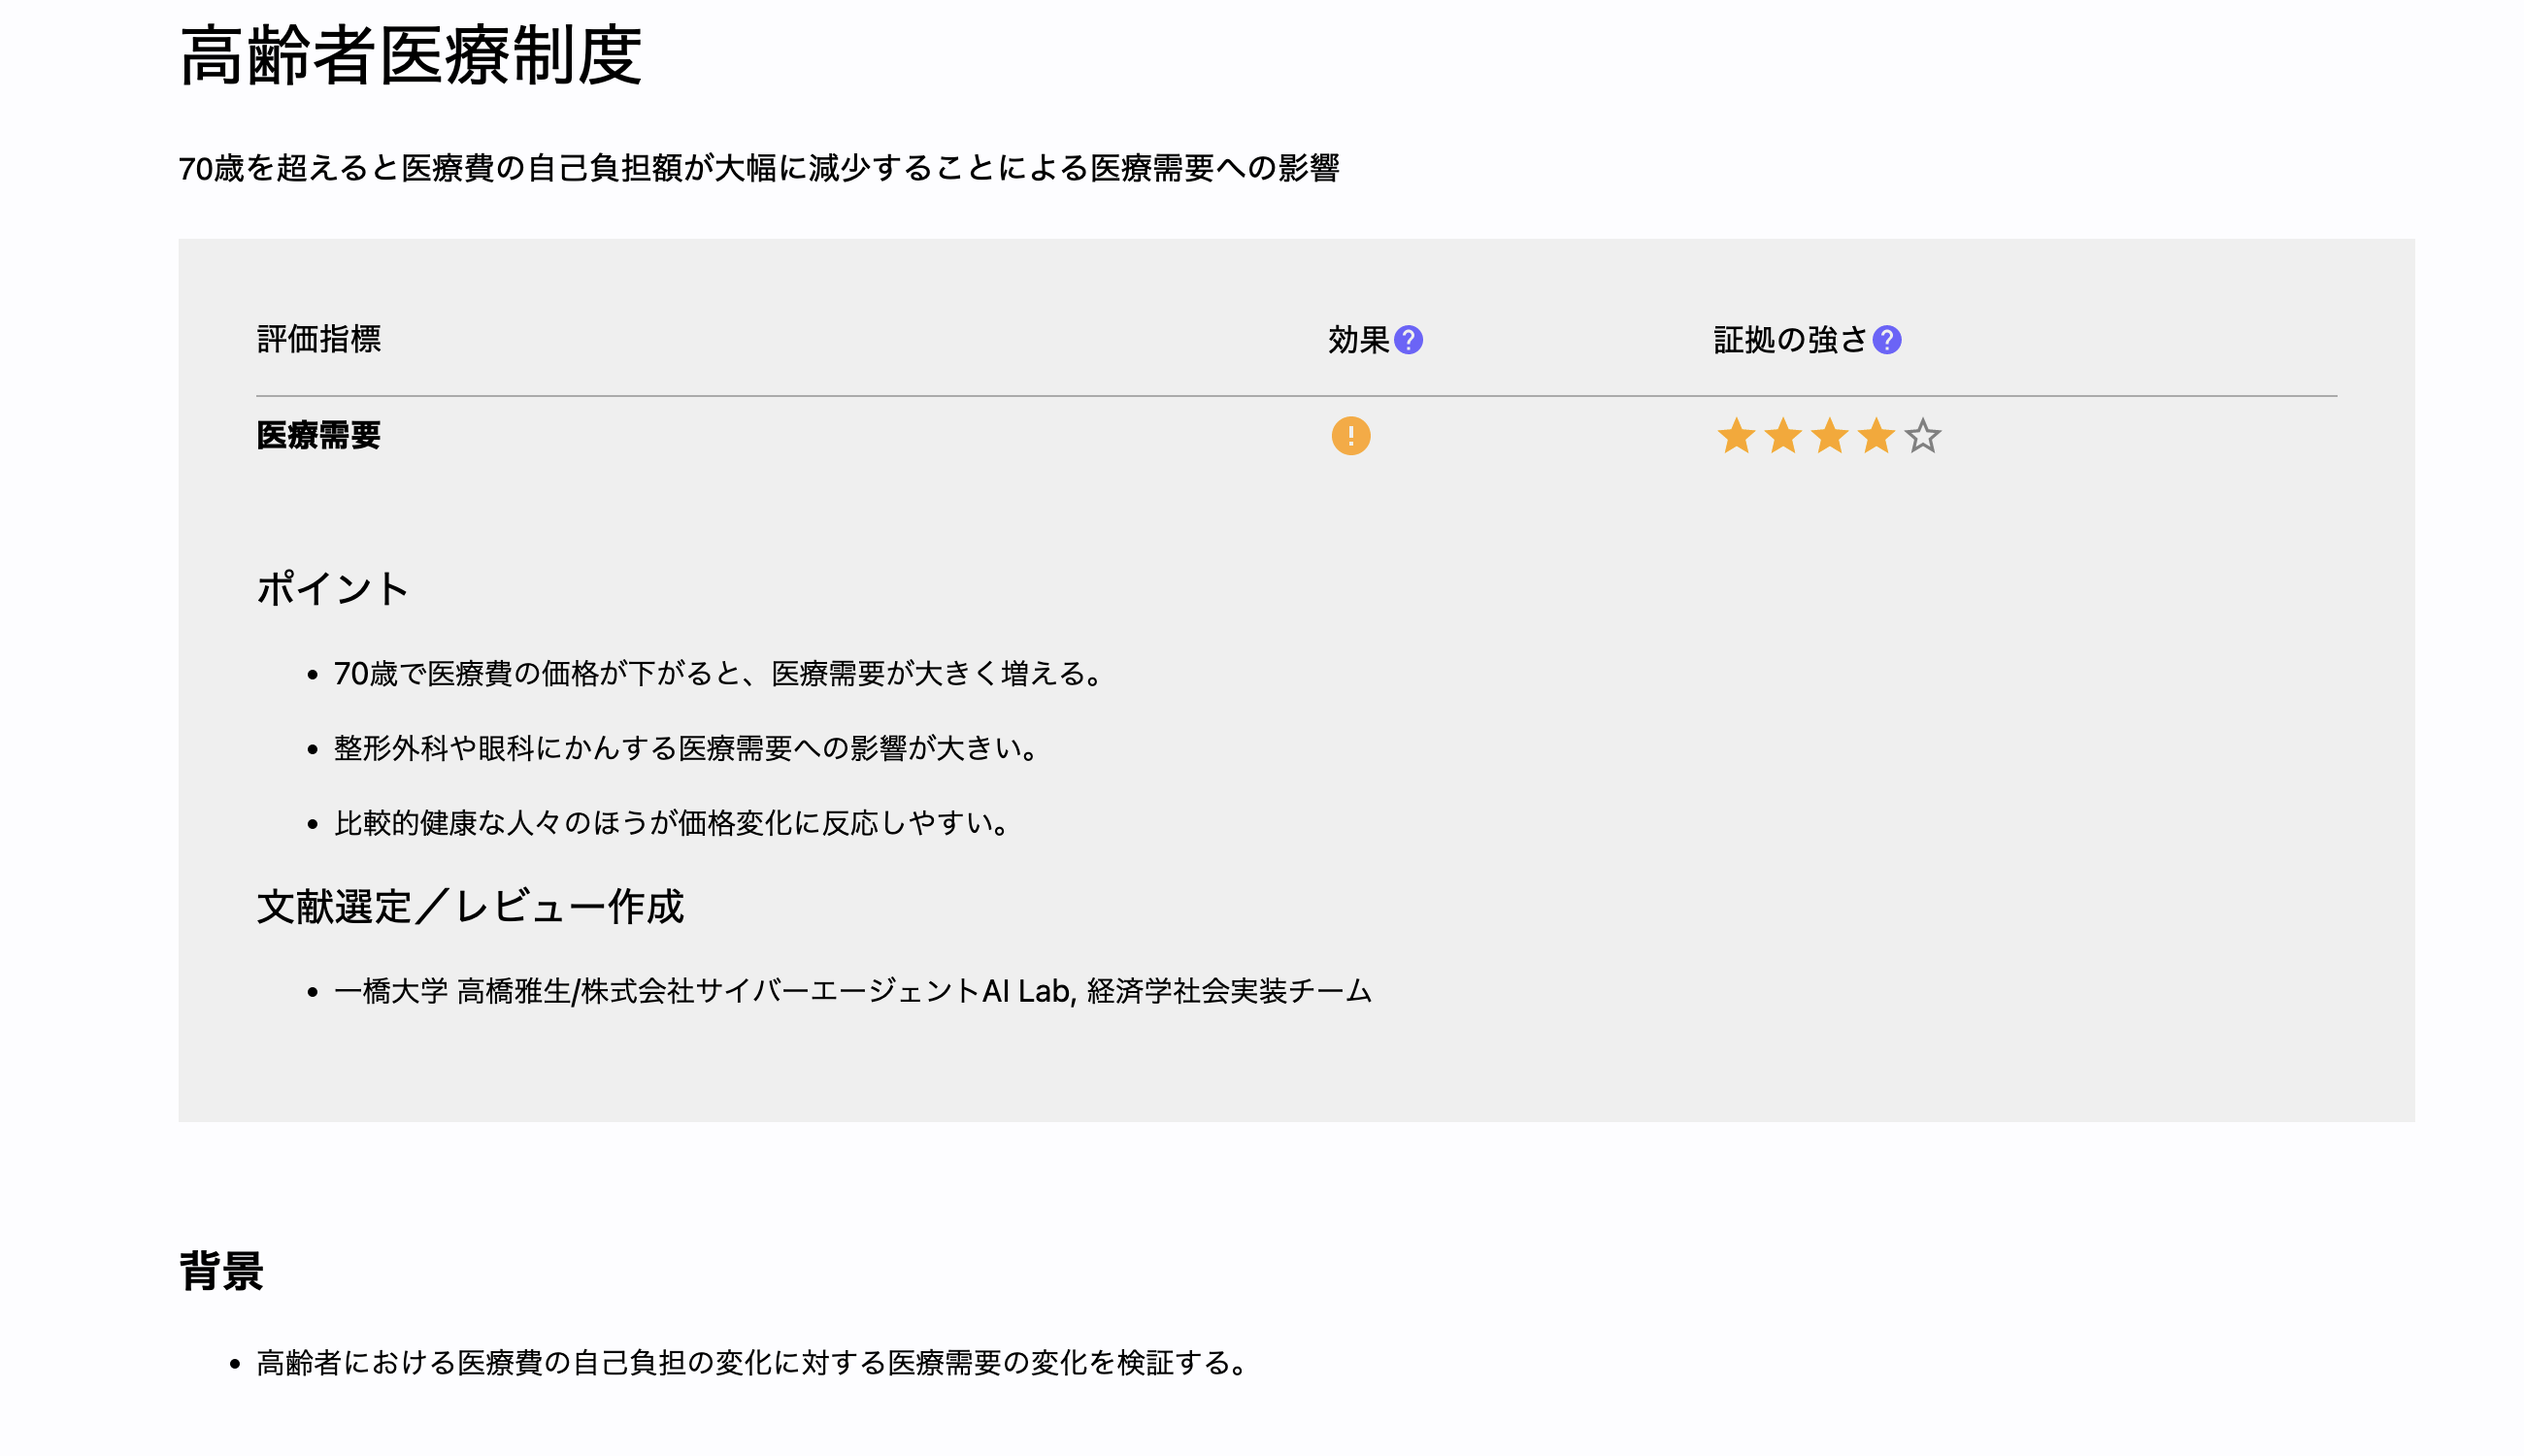 高齢者医療制度
70歳を超えると医療費の自己負担額が大幅に減少することによる医療需要への影響
評価指標 効果? 証拠の強さ?
医療需要 ! ★★★★☆
ポイント
• 70歳で医療費の価格が下がると、医療需要が大きく増える。
• 整形外科や眼科にかんする医療需要への影響が大きい。
• 比較的健康な人々のほうが価格変化に反応しやすい。
文献選定／レビュー作成
• 一橋大学 高橋雅生/株式会社サイバーエージェントAI Lab, 経済学社会実装チーム
背景
• 高齢者における医療費の自己負担の変化に対する医療需要の変化を検証する。